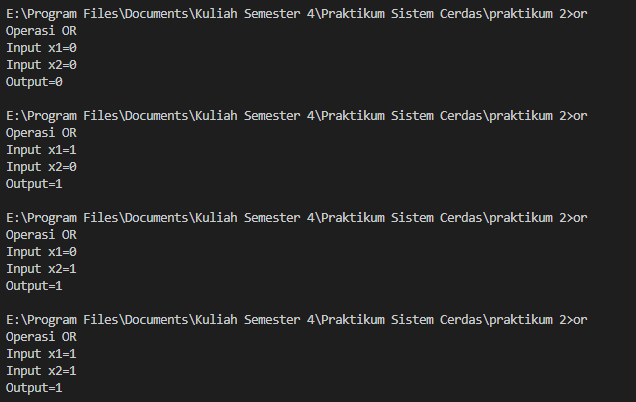 E:\Program Files\Documents\Kuliah Semester 4\Praktikum Sistem Cerdas\praktikum 2>or
Operasi OR
Input x1=0
Input x2=0
Output=0
E:\Program Files\Documents\Kuliah Semester 4\Praktikum Sistem Cerdas\praktikum 2>or
Operasi OR
Input x1=1
Input x2=0
Output=1
E:\Program Files\Documents\Kuliah Semester 4\Praktikum Sistem Cerdas\praktikum 2>or
Operasi OR
Input x1=0
Input x2=1
Output=1
E:\Program Files\Documents\Kuliah Semester 4\Praktikum Sistem Cerdas\praktikum 2>or
Operasi OR
Input x1=1
Input x2=1
Output=1